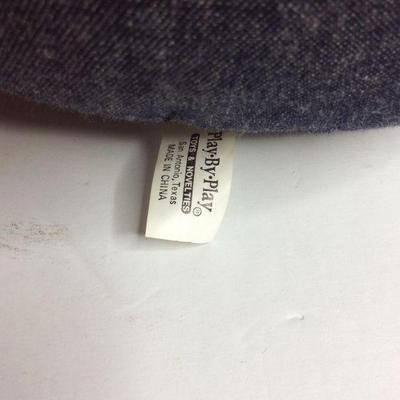 Play·By·Play®
TOYS & NOVELTIES
San Antonio, Texas
MADE IN CHINA